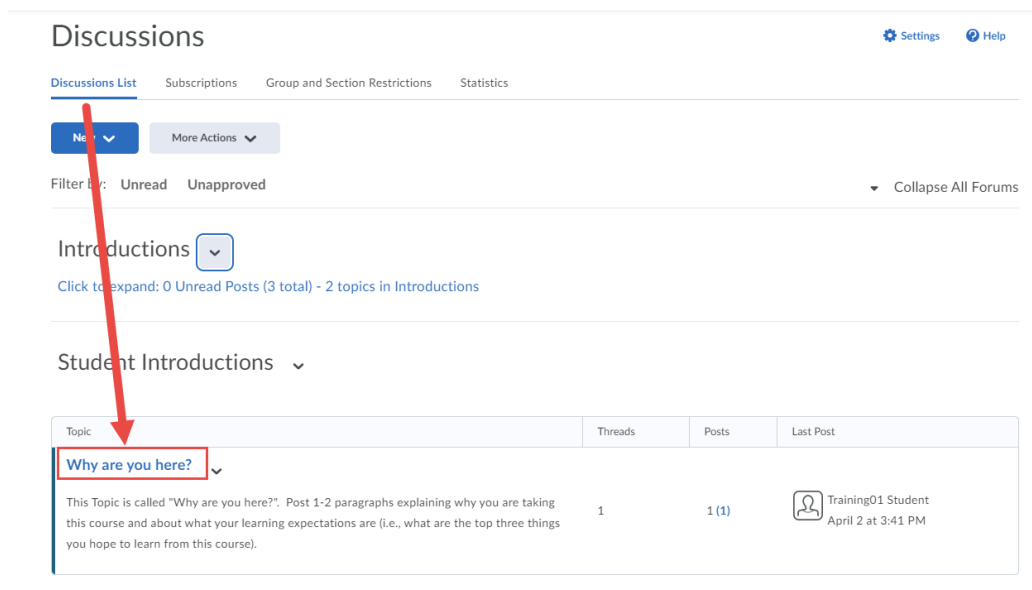 Discussions
Settings
Help
Discussions List
Subscriptions
Group and Section Restrictions
Statistics
New
More Actions
Filter by:
Unread
Unapproved
Collapse All Forums
Introductions
Click to expand: 0 Unread Posts (3 total) - 2 topics in Introductions
Student Introductions
Topic
Threads
Posts
Last Post
Why are you here?
This Topic is called "Why are you here?". Post 1-2 paragraphs explaining why you are taking
this course and about what your learning expectations are (i.e., what are the top three things
you hope to learn from this course).
1
1 (1)
Training01 Student
April 2 at 3:41 PM